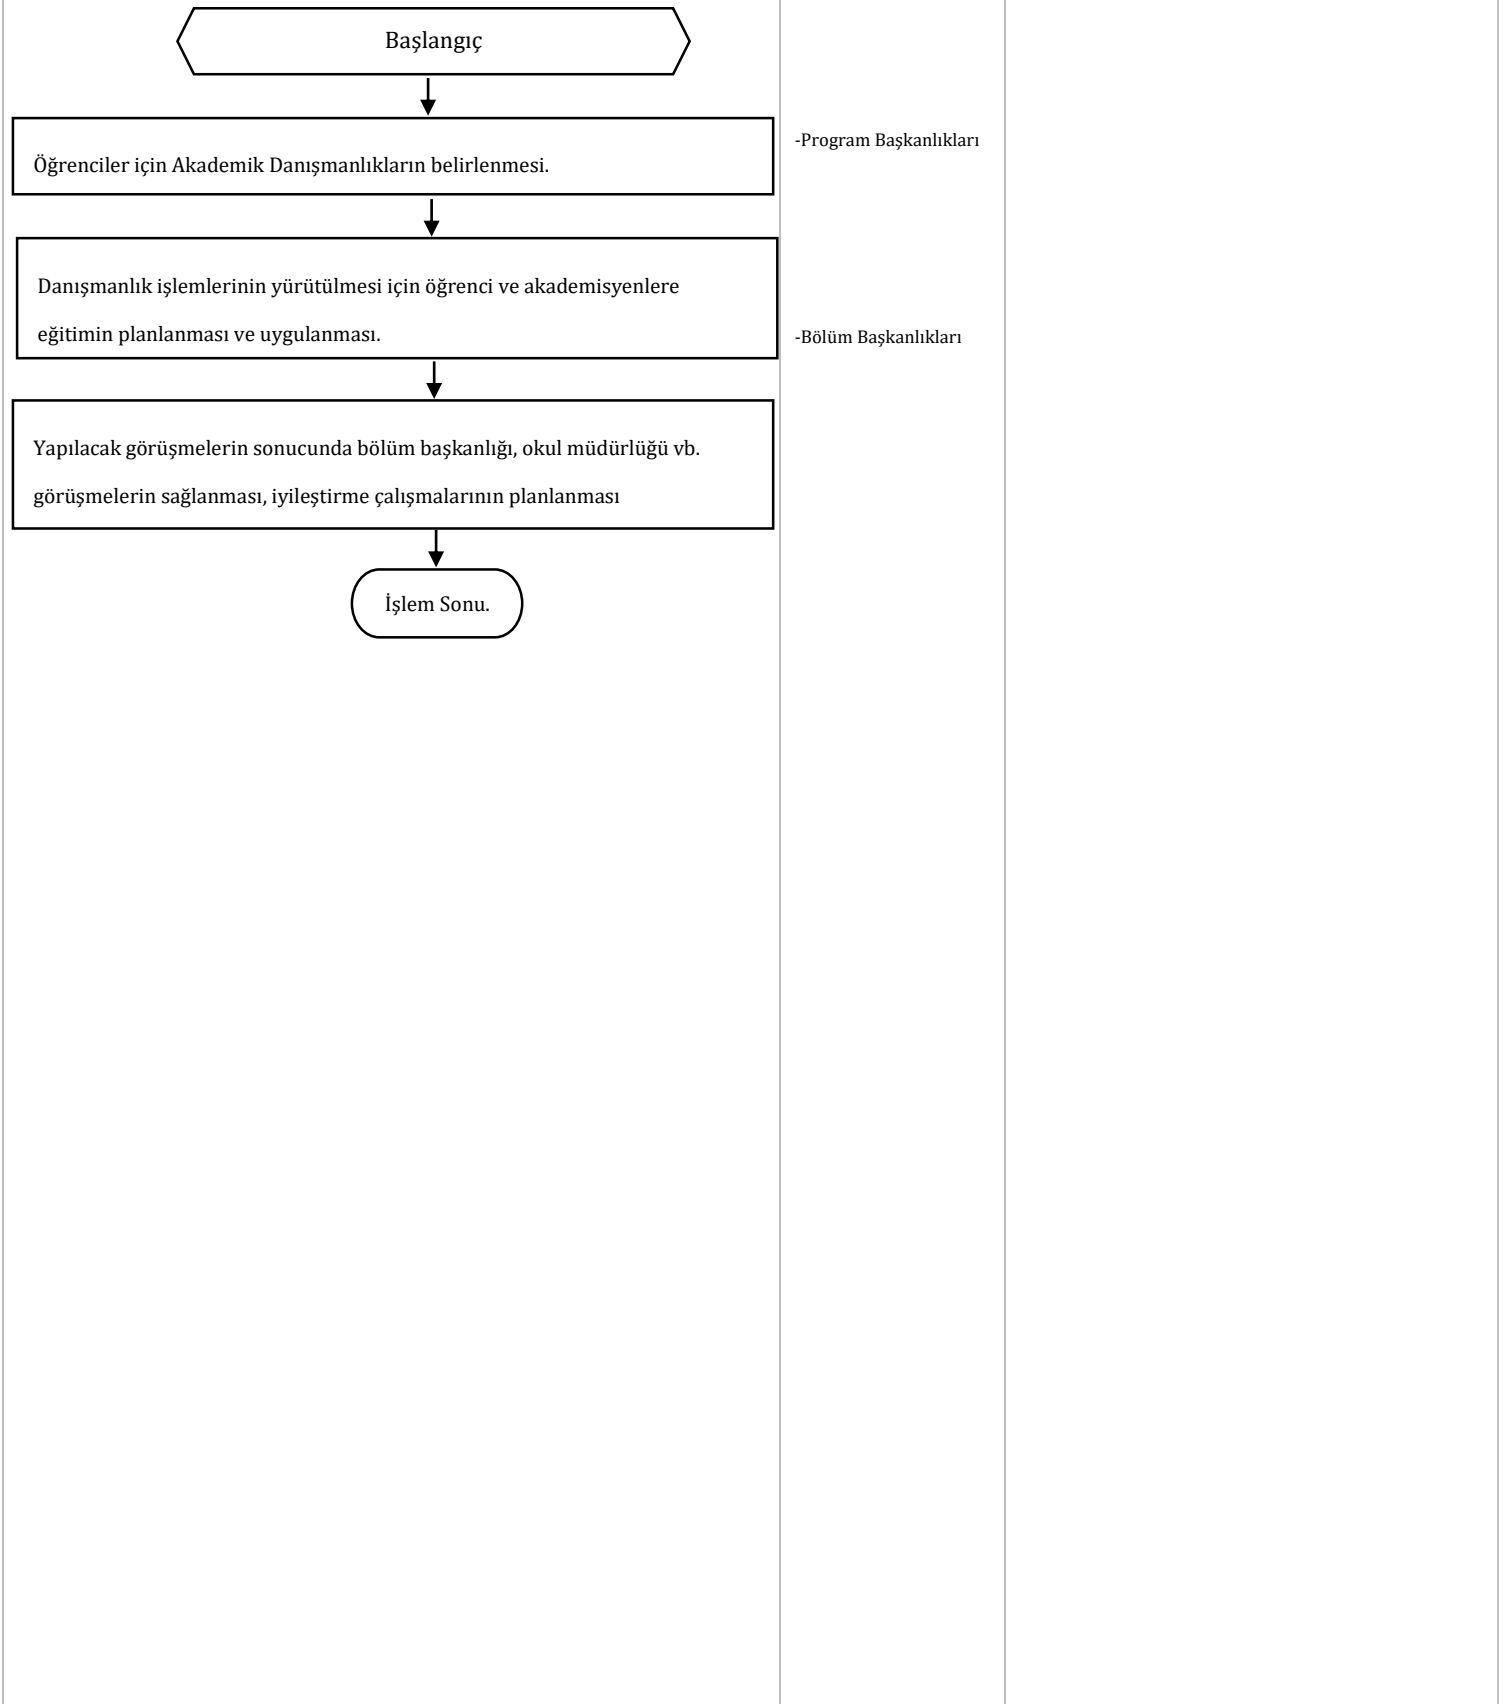 Başlangıç
Öğrenciler için Akademik Danışmanlıkların belirlenmesi.
-Program Başkanlıkları
Danışmanlık işlemlerinin yürütülmesi için öğrenci ve akademisyenlere
eğitimin planlanması ve uygulanması.
-Bölüm Başkanlıkları
Yapılacak görüşmelerin sonucunda bölüm başkanlığı, okul müdürlüğü vb.
görüşmelerin sağlanması, iyileştirme çalışmalarının planlanması
İşlem Sonu.